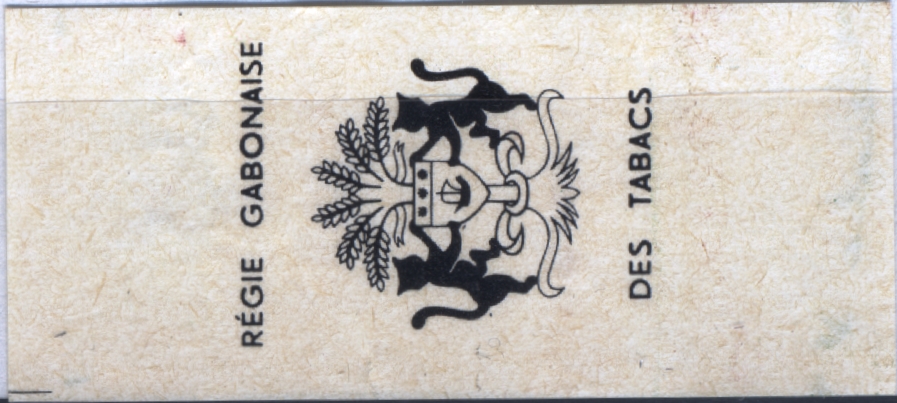 RÉGIE GABONAISE
DES TABACS